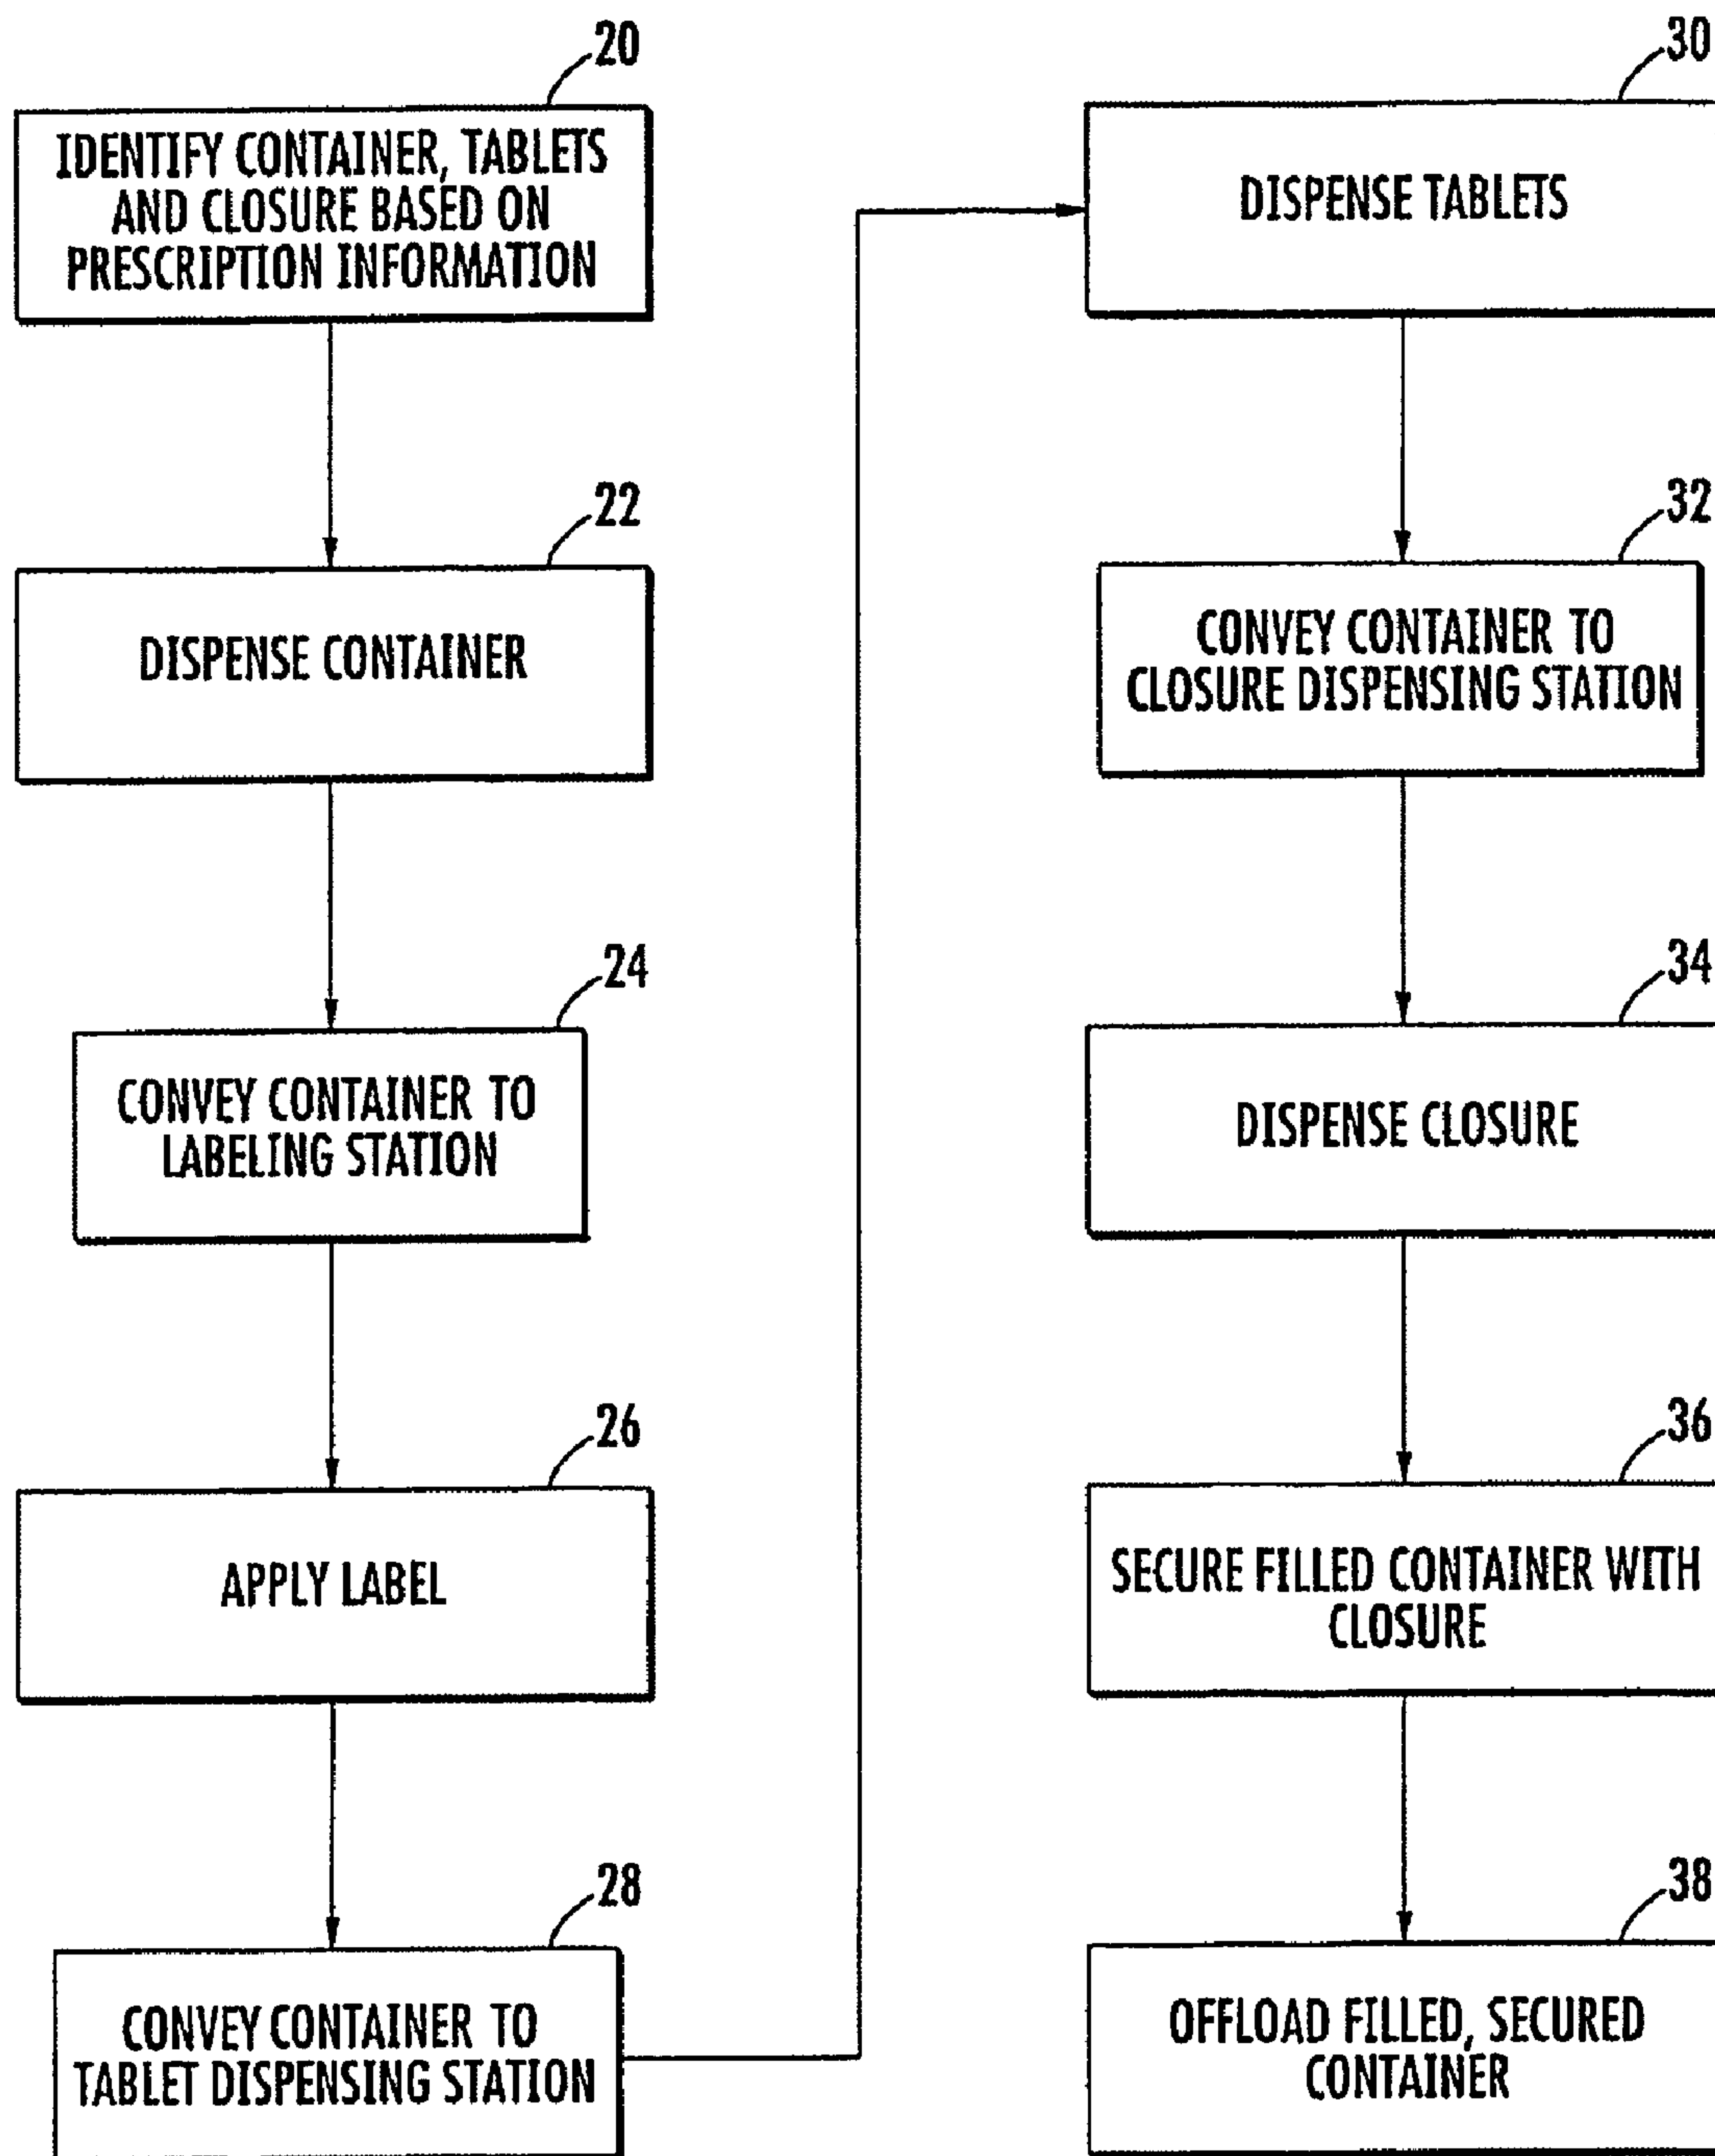 20
IDENTIFY CONTAINER, TABLETS
AND CLOSURE BASED ON
PRESCRIPTION INFORMATION
22
DISPENSE CONTAINER
24
CONVEY CONTAINER TO
LABELING STATION
26
APPLY LABEL
28
CONVEY CONTAINER TO
TABLET DISPENSING STATION
30
DISPENSE TABLETS
32
CONVEY CONTAINER TO
CLOSURE DISPENSING STATION
34
DISPENSE CLOSURE
36
SECURE FILLED CONTAINER WITH
CLOSURE
38
OFFLOAD FILLED, SECURED
CONTAINER